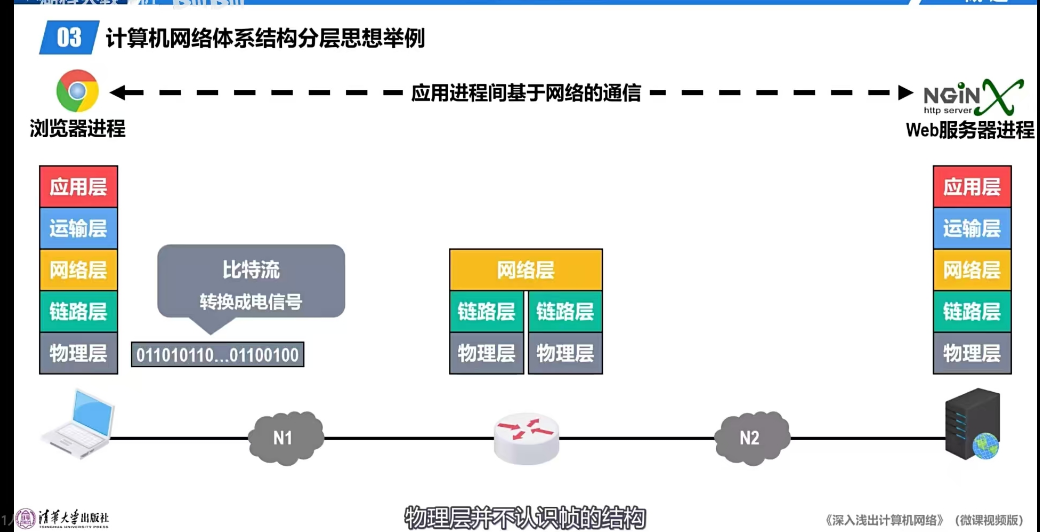 03 计算机网络体系结构分层思想举例
应用进程间基于网络的通信
NGiNX
http server
浏览器进程
Web服务器进程
应用层
运输层
网络层
链路层
物理层
比特流
转换成电信号
011010110...01100100
网络层
链路层 链路层
物理层 物理层
应用层
运输层
网络层
链路层
物理层
N1
N2
物理层并不认识帧的结构
清华大学出版社
TSINGHUA UNIVERSITY PRESS
《深入浅出计算机网络》（微课视频版）